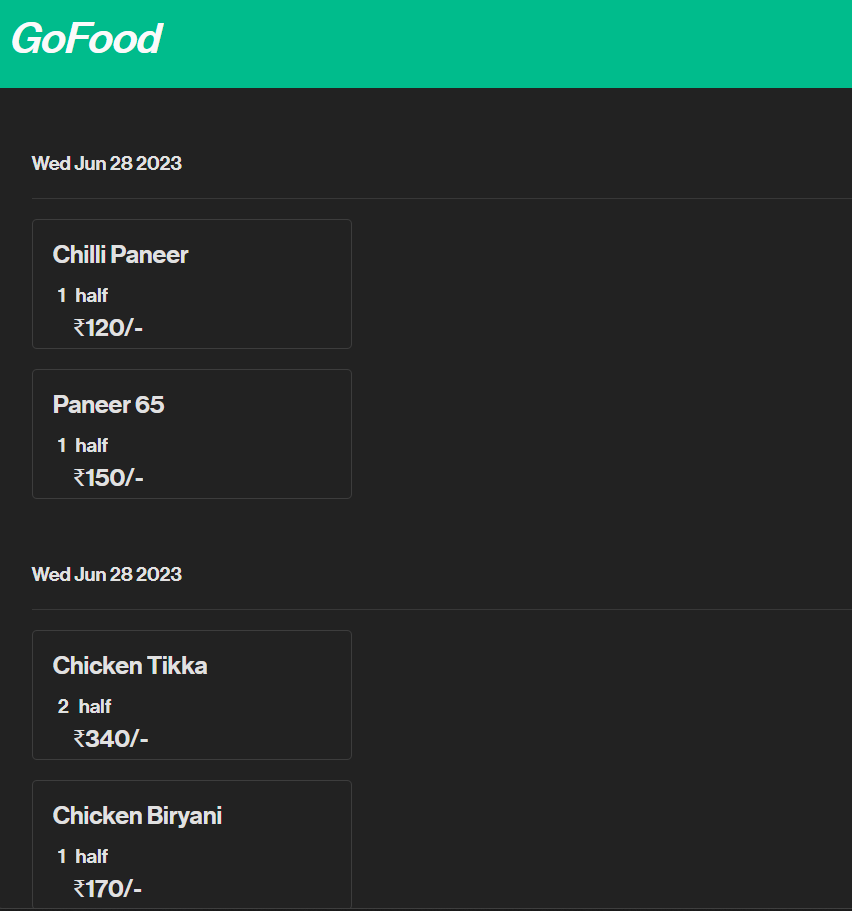 GoFood
Wed Jun 28 2023
Chilli Paneer
1 half
₹120/-
Paneer 65
1 half
₹150/-
Wed Jun 28 2023
Chicken Tikka
2 half
₹340/-
Chicken Biryani
1 half
₹170/-